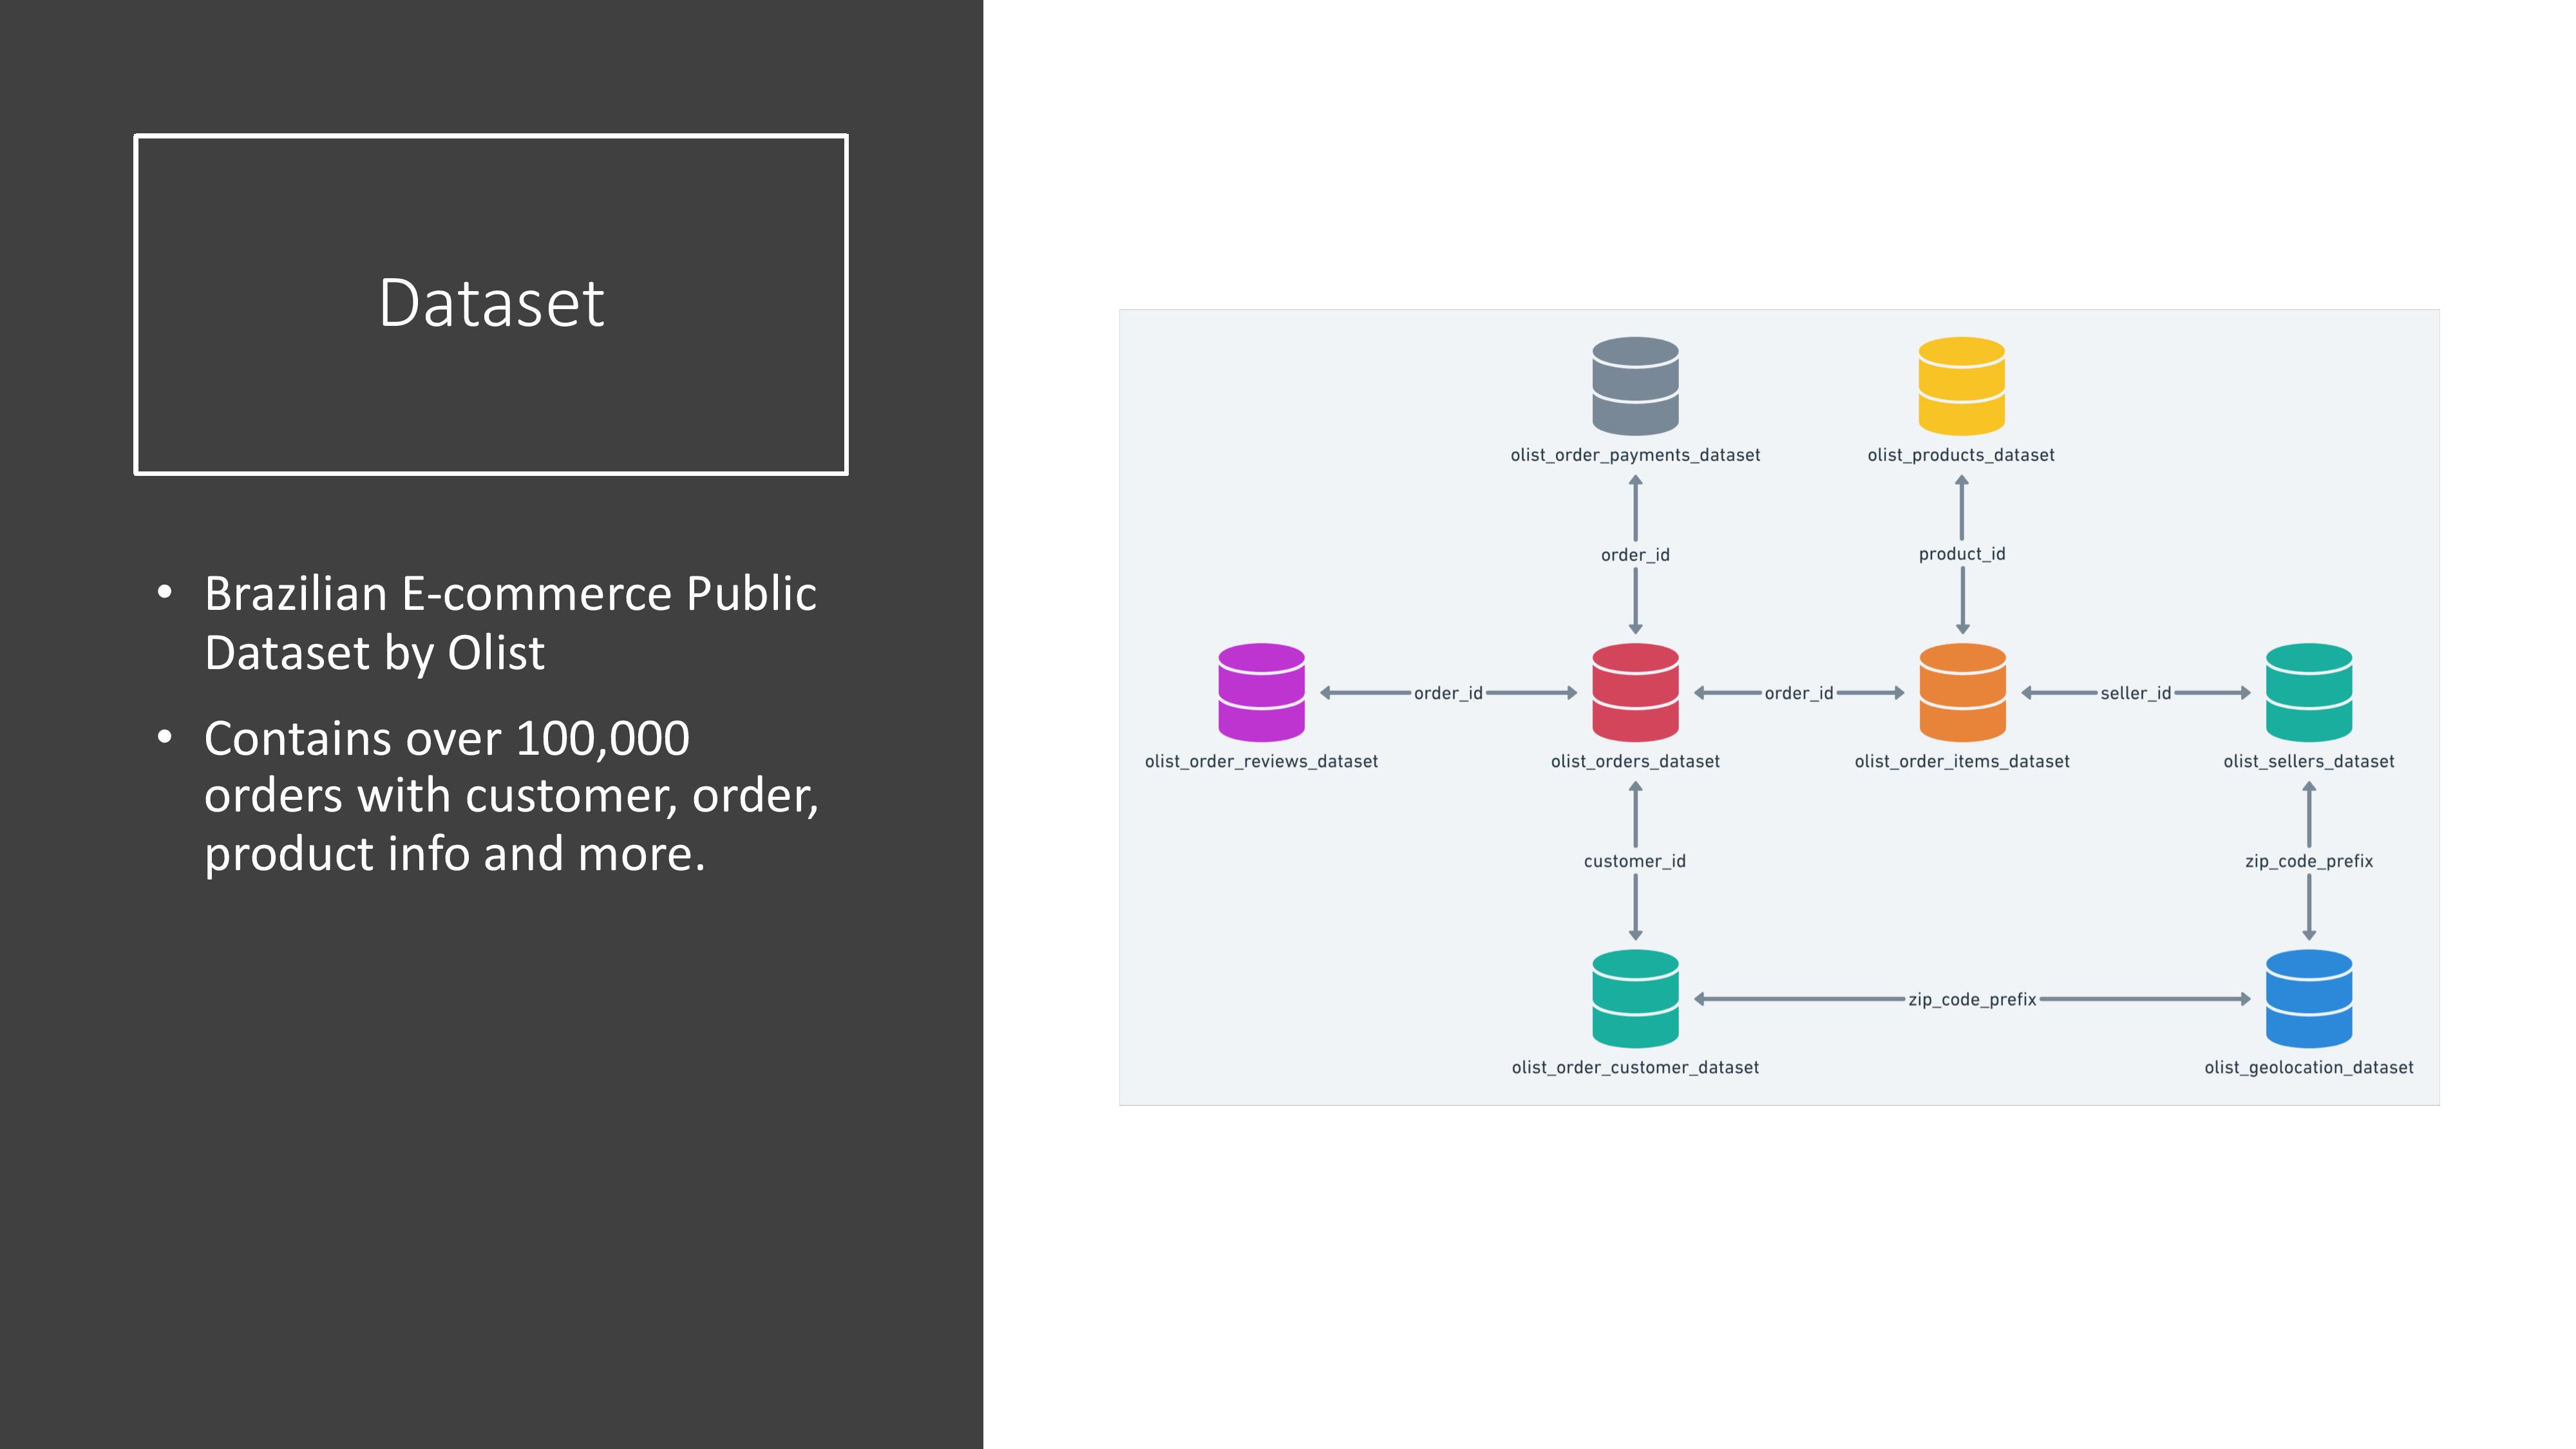 Dataset
• Brazilian E-commerce Public
Dataset by Olist
• Contains over 100,000
orders with customer, order,
product info and more.
olist_order_payments_dataset
olist_products_dataset
order_id
product_id
order_id
order_id
seller_id
olist_order_reviews_dataset
olist_orders_dataset
olist_order_items_dataset
olist_sellers_dataset
customer_id
zip_code_prefix
zip_code_prefix
olist_order_customer_dataset
olist_geolocation_dataset